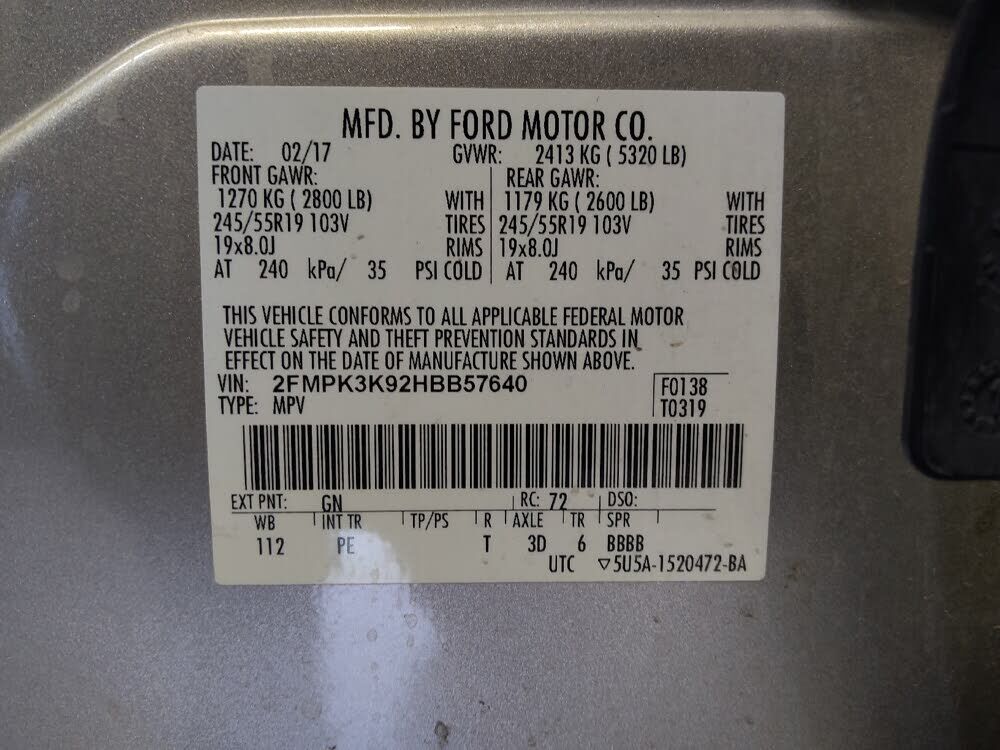 MFD. BY FORD MOTOR CO.
DATE: 02/17 GVWR: 2413 KG ( 5320 LB)
FRONT GAWR: REAR GAWR:
1270 KG ( 2800 LB) WITH 1179 KG ( 2600 LB) WITH
245/55R19 103V TIRES 245/55R19 103V TIRES
19x8.0J RIMS 19x8.0J RIMS
AT 240 kPa/ 35 PSI COLD AT 240 kPa/ 35 PSI COLD
THIS VEHICLE CONFORMS TO ALL APPLICABLE FEDERAL MOTOR
VEHICLE SAFETY AND THEFT PREVENTION STANDARDS IN
EFFECT ON THE DATE OF MANUFACTURE SHOWN ABOVE.
VIN: 2FMPK3K92HBB57640 F0138
TYPE: MPV T0319
EXT PNT: GN RC: 72 DSO:
WB INT TR TP/PS R AXLE TR SPR
112 PE T 3D 6 BBBB
UTC ▽5U5A-1520472-BA